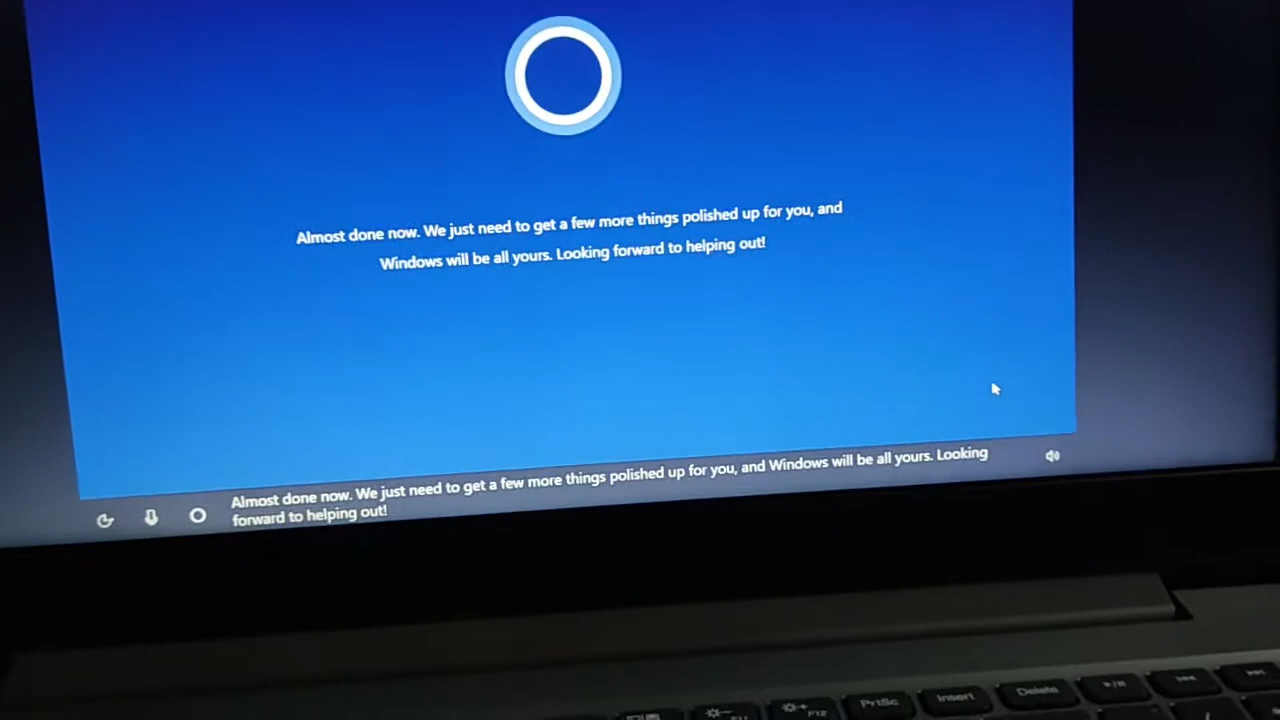 Almost done now. We just need to get a few more things polished up for you, and
Windows will be all yours. Looking forward to helping out!
Almost done now. We just need to get a few more things polished up for you, and Windows will be all yours. Looking
forward to helping out!
F11 F12 PrtSc Insert Delete